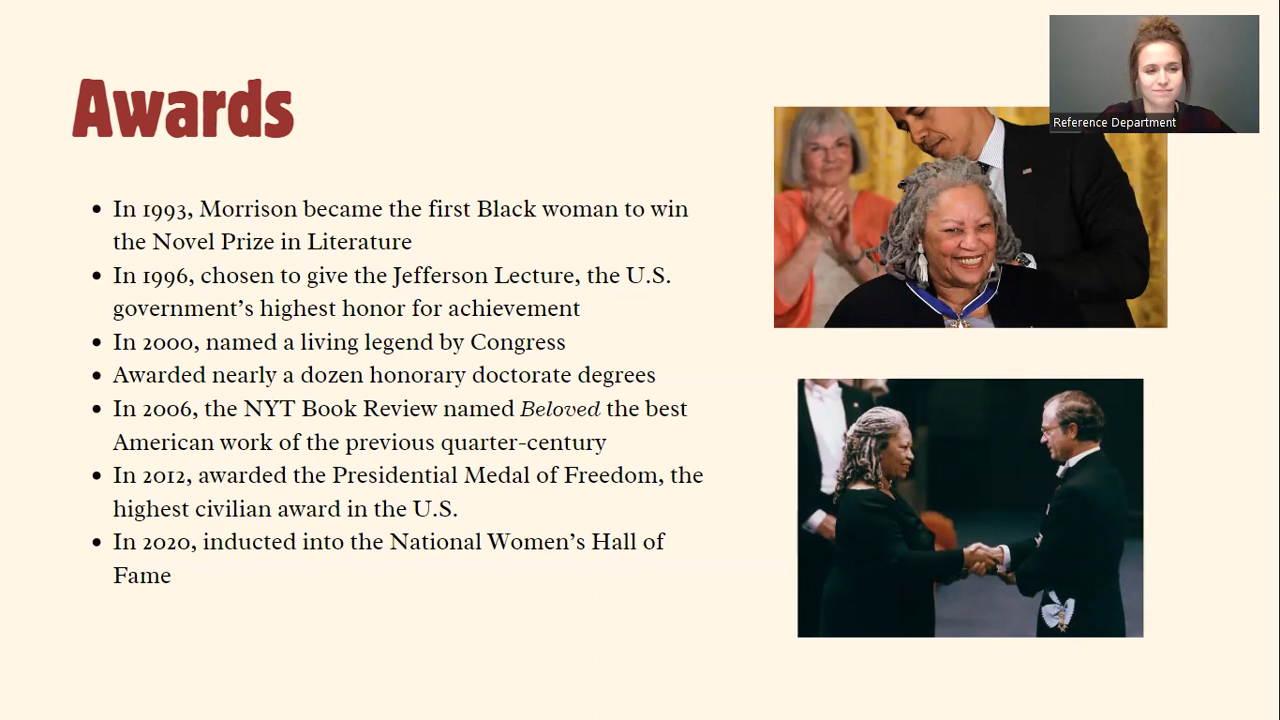 Awards
Reference Department
• In 1993, Morrison became the first Black woman to win
the Novel Prize in Literature
• In 1996, chosen to give the Jefferson Lecture, the U.S.
government’s highest honor for achievement
• In 2000, named a living legend by Congress
• Awarded nearly a dozen honorary doctorate degrees
• In 2006, the NYT Book Review named Beloved the best
American work of the previous quarter-century
• In 2012, awarded the Presidential Medal of Freedom, the
highest civilian award in the U.S.
• In 2020, inducted into the National Women’s Hall of
Fame